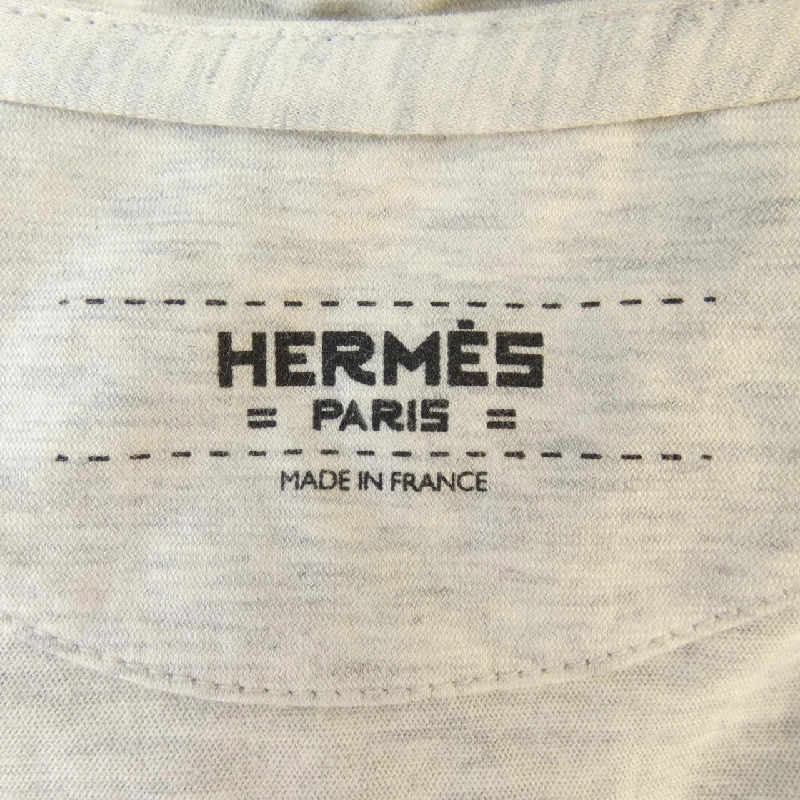 HERMÈS
= PARIS =
MADE IN FRANCE